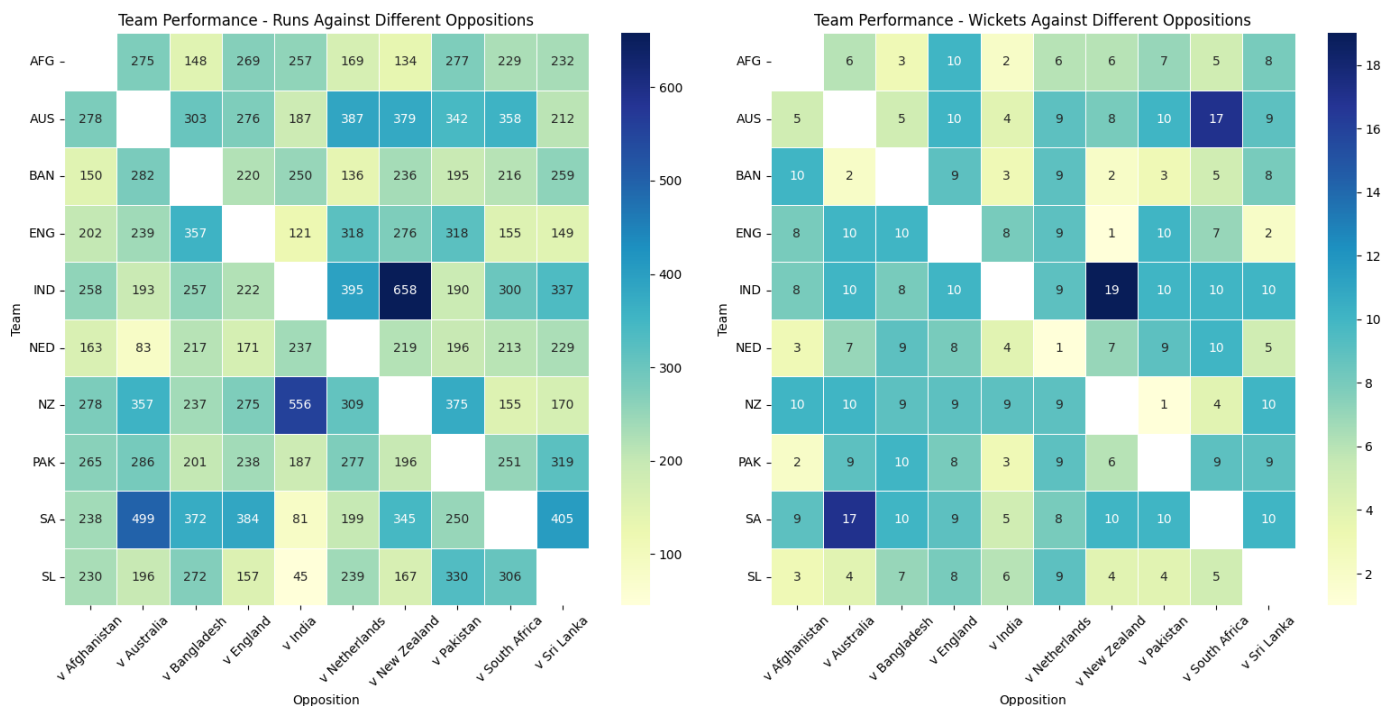 Team Performance - Runs Against Different Oppositions
AFG 275 148 269 257 169 134 277 229 232
AUS 278 303 276 187 387 379 342 358 212
BAN 150 282 220 250 136 236 195 216 259
ENG 202 239 357 121 318 276 318 155 149
IND 258 193 257 222 395 658 190 300 337
NED 163 83 217 171 237 219 196 213 229
NZ 278 357 237 275 556 309 375 155 170
PAK 265 286 201 238 187 277 196 251 319
SA 238 499 372 384 81 199 345 250 405
SL 230 196 272 157 45 239 167 330 306
Team
v Afghanistan v Australia v Bangladesh v England v India v Netherlands v New Zealand v Pakistan v South Africa v Sri Lanka
Opposition
600
500
400
300
200
100
Team Performance - Wickets Against Different Oppositions
AFG 6 3 10 2 6 6 7 5 8
AUS 5 5 10 4 9 8 10 17 9
BAN 10 2 9 3 9 2 3 5 8
ENG 8 10 10 8 9 1 10 7 2
IND 8 10 8 10 9 19 10 10 10
NED 3 7 9 8 4 1 7 9 10 5
NZ 10 10 9 9 9 9 1 4 10
PAK 2 9 10 8 3 9 6 9 9
SA 9 17 10 9 5 8 10 10 10
SL 3 4 7 8 6 9 4 4 5
Team
v Afghanistan v Australia v Bangladesh v England v India v Netherlands v New Zealand v Pakistan v South Africa v Sri Lanka
Opposition
18
16
14
12
10
8
6
4
2